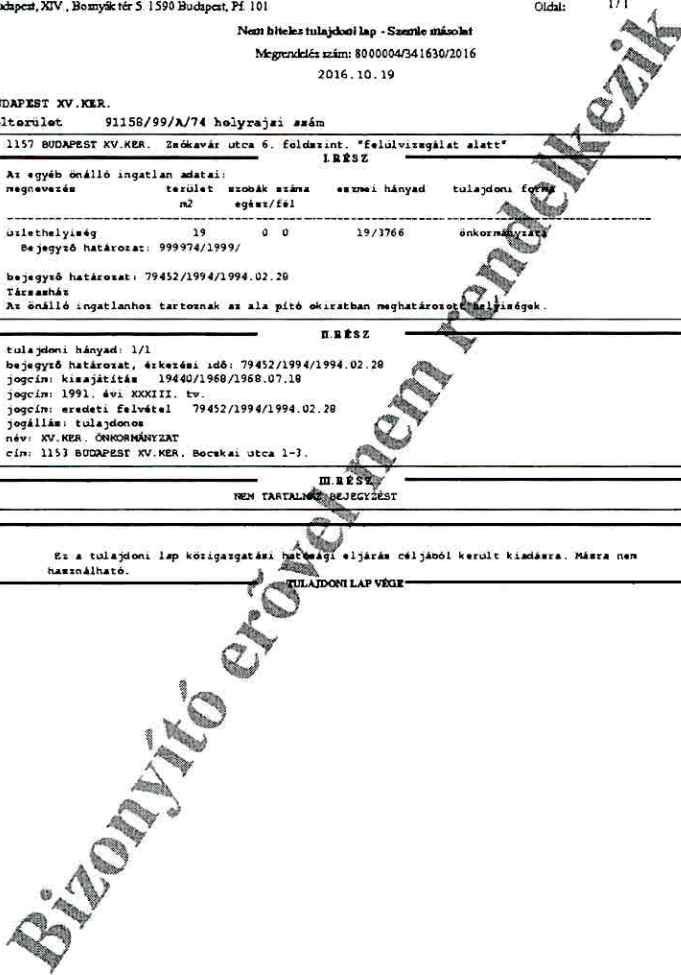 udapest, XIV., Bosnyák tér 5. 1590 Budapest, Pf. 101 Oldal: 1 / 1
Nem hiteles tulajdoni lap - Szemle másolat
Megrendelés szám: 8000004/341630/2016
2016.10.19
UDAPEST XV.KER.
lterület 91158/99/A/74 helyrajzi szám
1157 BUDAPEST XV.KER. Zsókavár utca 6. földszint. "felülvizsgálat alatt"
I.RÉSZ
Az egyéb önálló ingatlan adatai:
megnevezés terület szobák száma eszmei hányad tulajdoni forma
m2 egész/fél
üzlethelyiség 19 0 0 19/3766 önkormányzati
Bejegyző határozat: 999974/1999/
bejegyző határozat: 79452/1994/1994.02.28
Társasház
Az önálló ingatlanhoz tartoznak az ala pító okiratban meghatározott helyiségek.
II.RÉSZ
tulajdoni hányad: 1/1
bejegyző határozat, érkezési idő: 79452/1994/1994.02.28
jogcím: kisajátítás 19440/1968/1968.07.18
jogcím: 1991. évi XXXIII. tv.
jogcím: eredeti felvétel 79452/1994/1994.02.28
jogállás: tulajdonos
név: XV.KER. ÖNKORMÁNYZAT
cím: 1153 BUDAPEST XV.KER. Bocskai utca 1-3.
III.RÉSZ
NEM TARTALMAZ BEJEGYZÉST
Ez a tulajdoni lap közigazgatási hatósági eljárás céljából került kiadásra. Másra nem
használható.
TULAJDONI LAP VÉGE
Bizonyító erővel nem rendelkezik